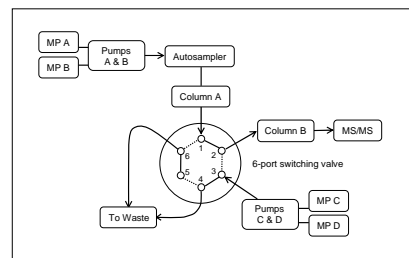 MP A
MP B
Pumps
A & B
Autosampler
Column A
1
2
3
4
5
6
Column B
MS/MS
6-port switching valve
To Waste
Pumps
C & D
MP C
MP D